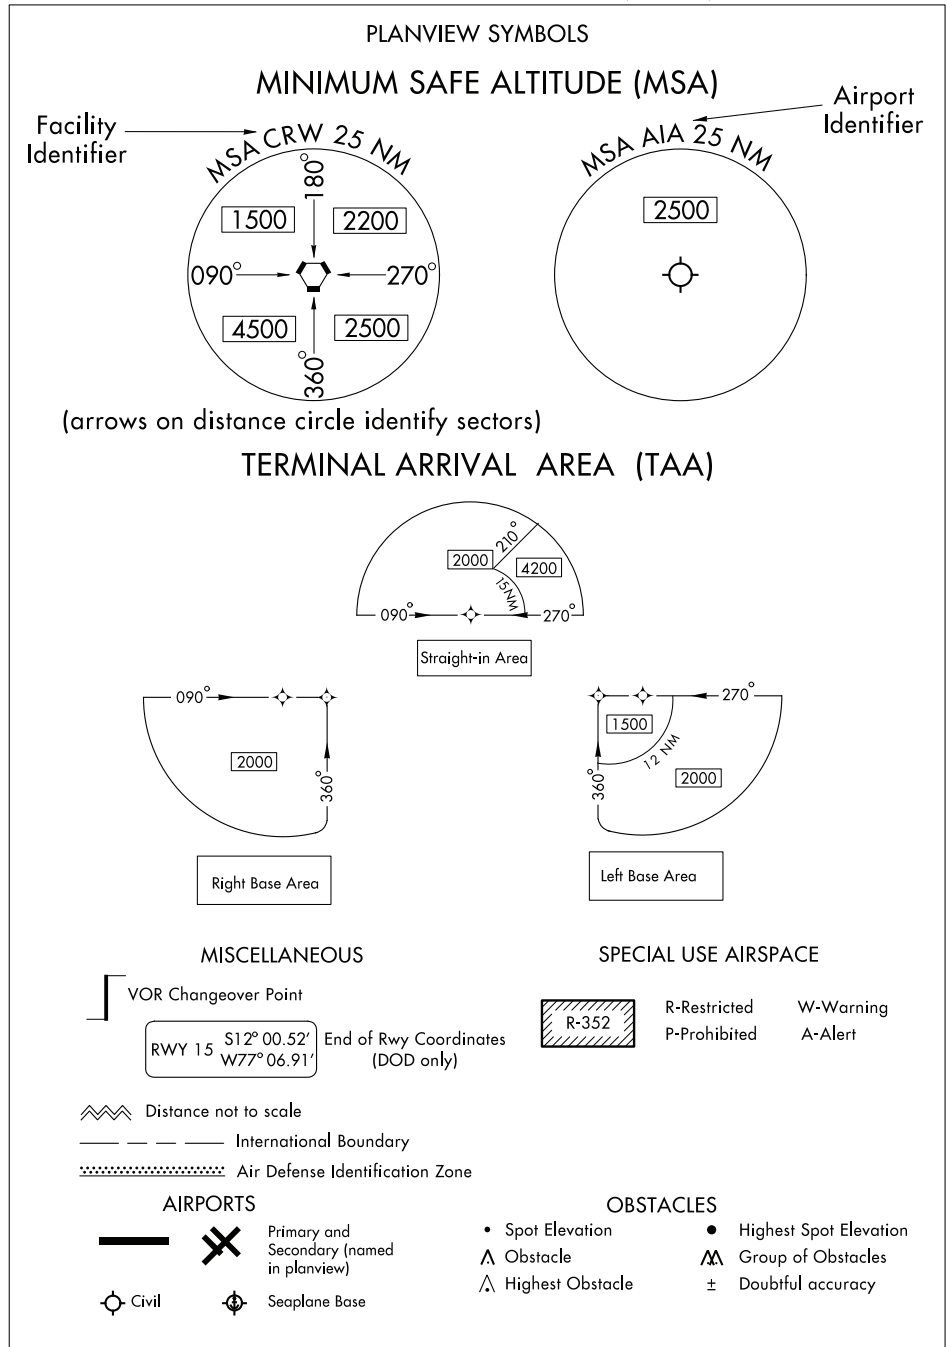 PLANVIEW SYMBOLS
MINIMUM SAFE ALTITUDE (MSA)
Facility
Identifier
MSA CRW 25 NM
180°
1500
2200
090°
270°
4500
2500
360°
Airport
Identifier
MSA AIA 25 NM
2500
(arrows on distance circle identify sectors)
TERMINAL ARRIVAL AREA (TAA)
210°
2000
4200
15 NM
090°
270°
Straight-in Area
090°
2000
360°
Right Base Area
270°
1500
12 NM
2000
360°
Left Base Area
MISCELLANEOUS
VOR Changeover Point
RWY 15
S12° 00.52'
W77° 06.91'
End of Rwy Coordinates
(DOD only)
Distance not to scale
International Boundary
Air Defense Identification Zone
SPECIAL USE AIRSPACE
R-352
R-Restricted
W-Warning
P-Prohibited
A-Alert
AIRPORTS
Primary and
Secondary (named
in planview)
Civil
Seaplane Base
OBSTACLES
Spot Elevation
Highest Spot Elevation
Obstacle
Group of Obstacles
Highest Obstacle
± Doubtful accuracy